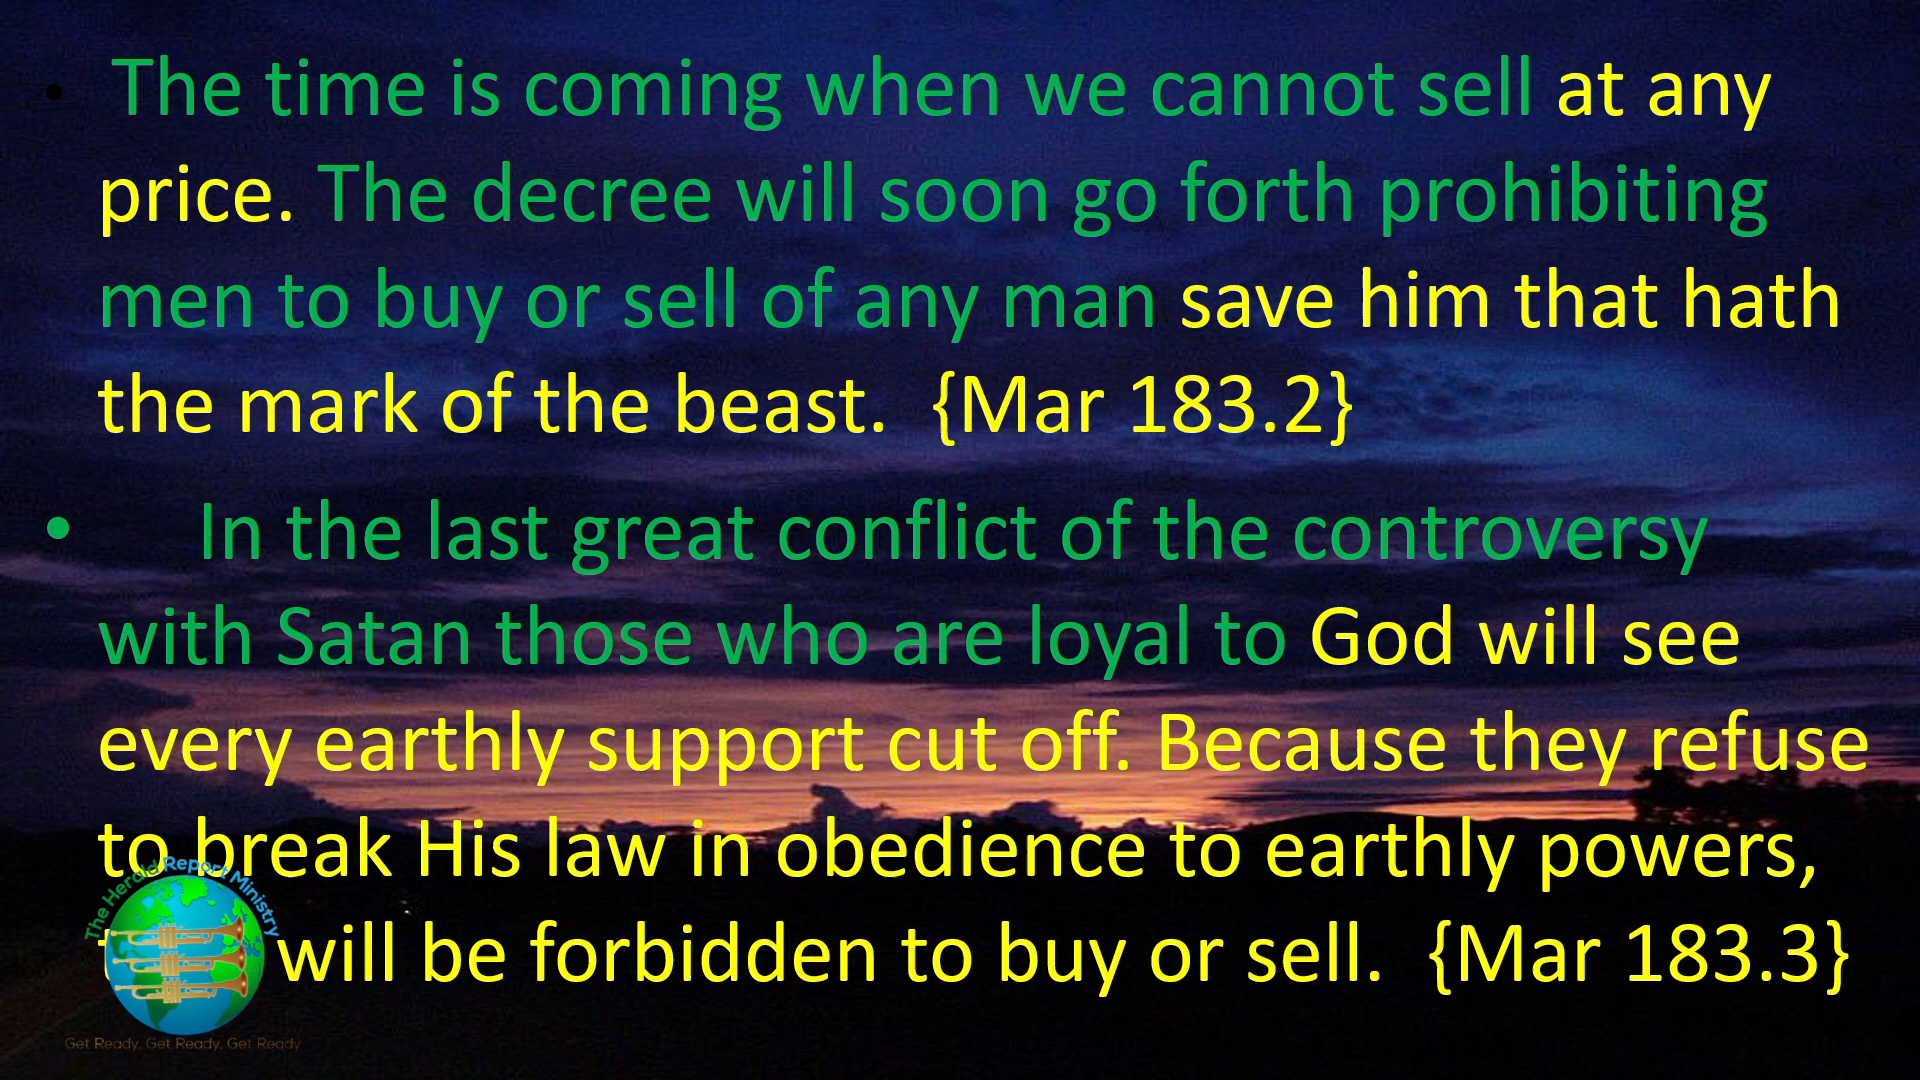 • The time is coming when we cannot sell at any
price. The decree will soon go forth prohibiting
men to buy or sell of any man save him that hath
the mark of the beast. {Mar 183.2}
• In the last great conflict of the controversy
with Satan those who are loyal to God will see
every earthly support cut off. Because they refuse
to break His law in obedience to earthly powers,
will be forbidden to buy or sell. {Mar 183.3}
The Herald Report Ministry
Get Ready, Get Ready, Get Ready